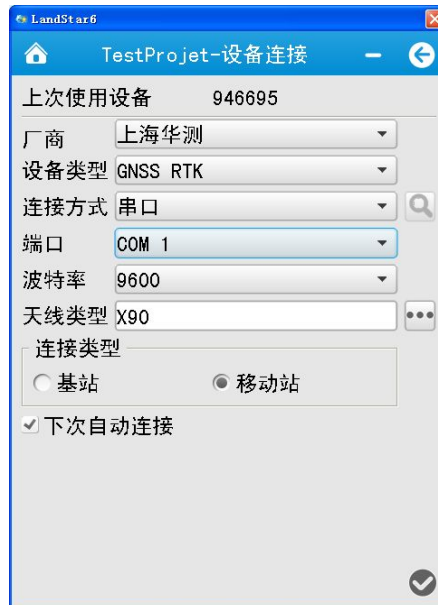 LandStar6
TestProjet-设备连接
上次使用设备 946695
厂商 上海华测
设备类型 GNSS RTK
连接方式 串口
端口 COM 1
波特率 9600
天线类型 X90
连接类型
基站 移动站
下次自动连接